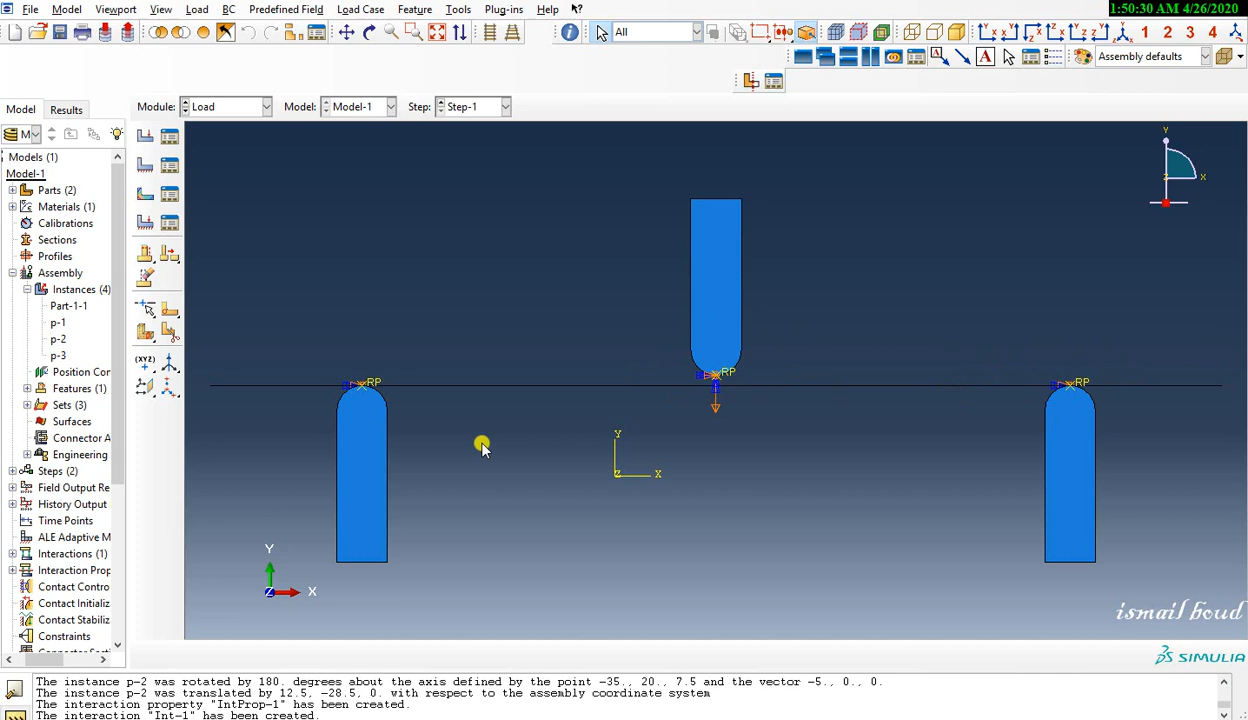 1:50:30 AM 4/26/2020
File Model Viewport View Load BC Predefined Field Load Case Feature Tools Plug-ins Help
All
1 2 3 4
A
Assembly defaults
Model Results
Module: Load Model: Model-1 Step: Step-1
M
Models (1)
Model-1
Parts (2)
Materials (1)
Calibrations
Sections
Profiles
Assembly
Instances (4)
Part-1-1
p-1
p-2
p-3
Position Cor
Features (1)
Sets (3)
Surfaces
Connector A
Engineering
Steps (2)
Field Output Re
History Output
Time Points
ALE Adaptive M
Interactions (1)
Interaction Prop
Contact Contro
Contact Initializ
Contact Stabiliz
Constraints
(XYZ)
Y
Z X
RP
RP
RP
Y
Z X
Y
Z X
ismail boud
SIMULIA
The instance p-2 was rotated by 180. degrees about the axis defined by the point -35., 20., 7.5 and the vector -5., 0., 0.
The instance p-2 was translated by 12.5, -28.5, 0. with respect to the assembly coordinate system
The interaction property "IntProp-1" has been created.
The interaction "Int-1" has been created.